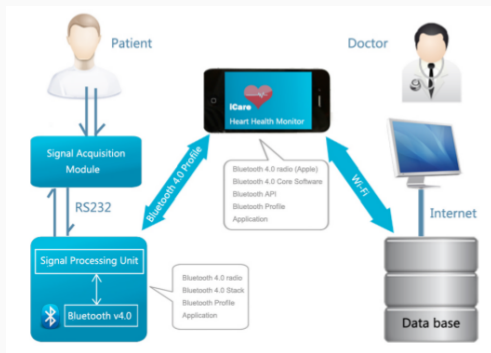 Patient
Doctor
iCare
Heart Health Monitor
Signal Acquisition
Module
Bluetooth 4.0 Profile
Bluetooth 4.0 radio (Apple)
Bluetooth 4.0 Core Software
Bluetooth API
Bluetooth Profile
Application
Wi-Fi
RS232
Internet
Signal Processing Unit
Bluetooth v4.0
Bluetooth 4.0 radio
Bluetooth 4.0 Stack
Bluetooth Profile
Application
Data base